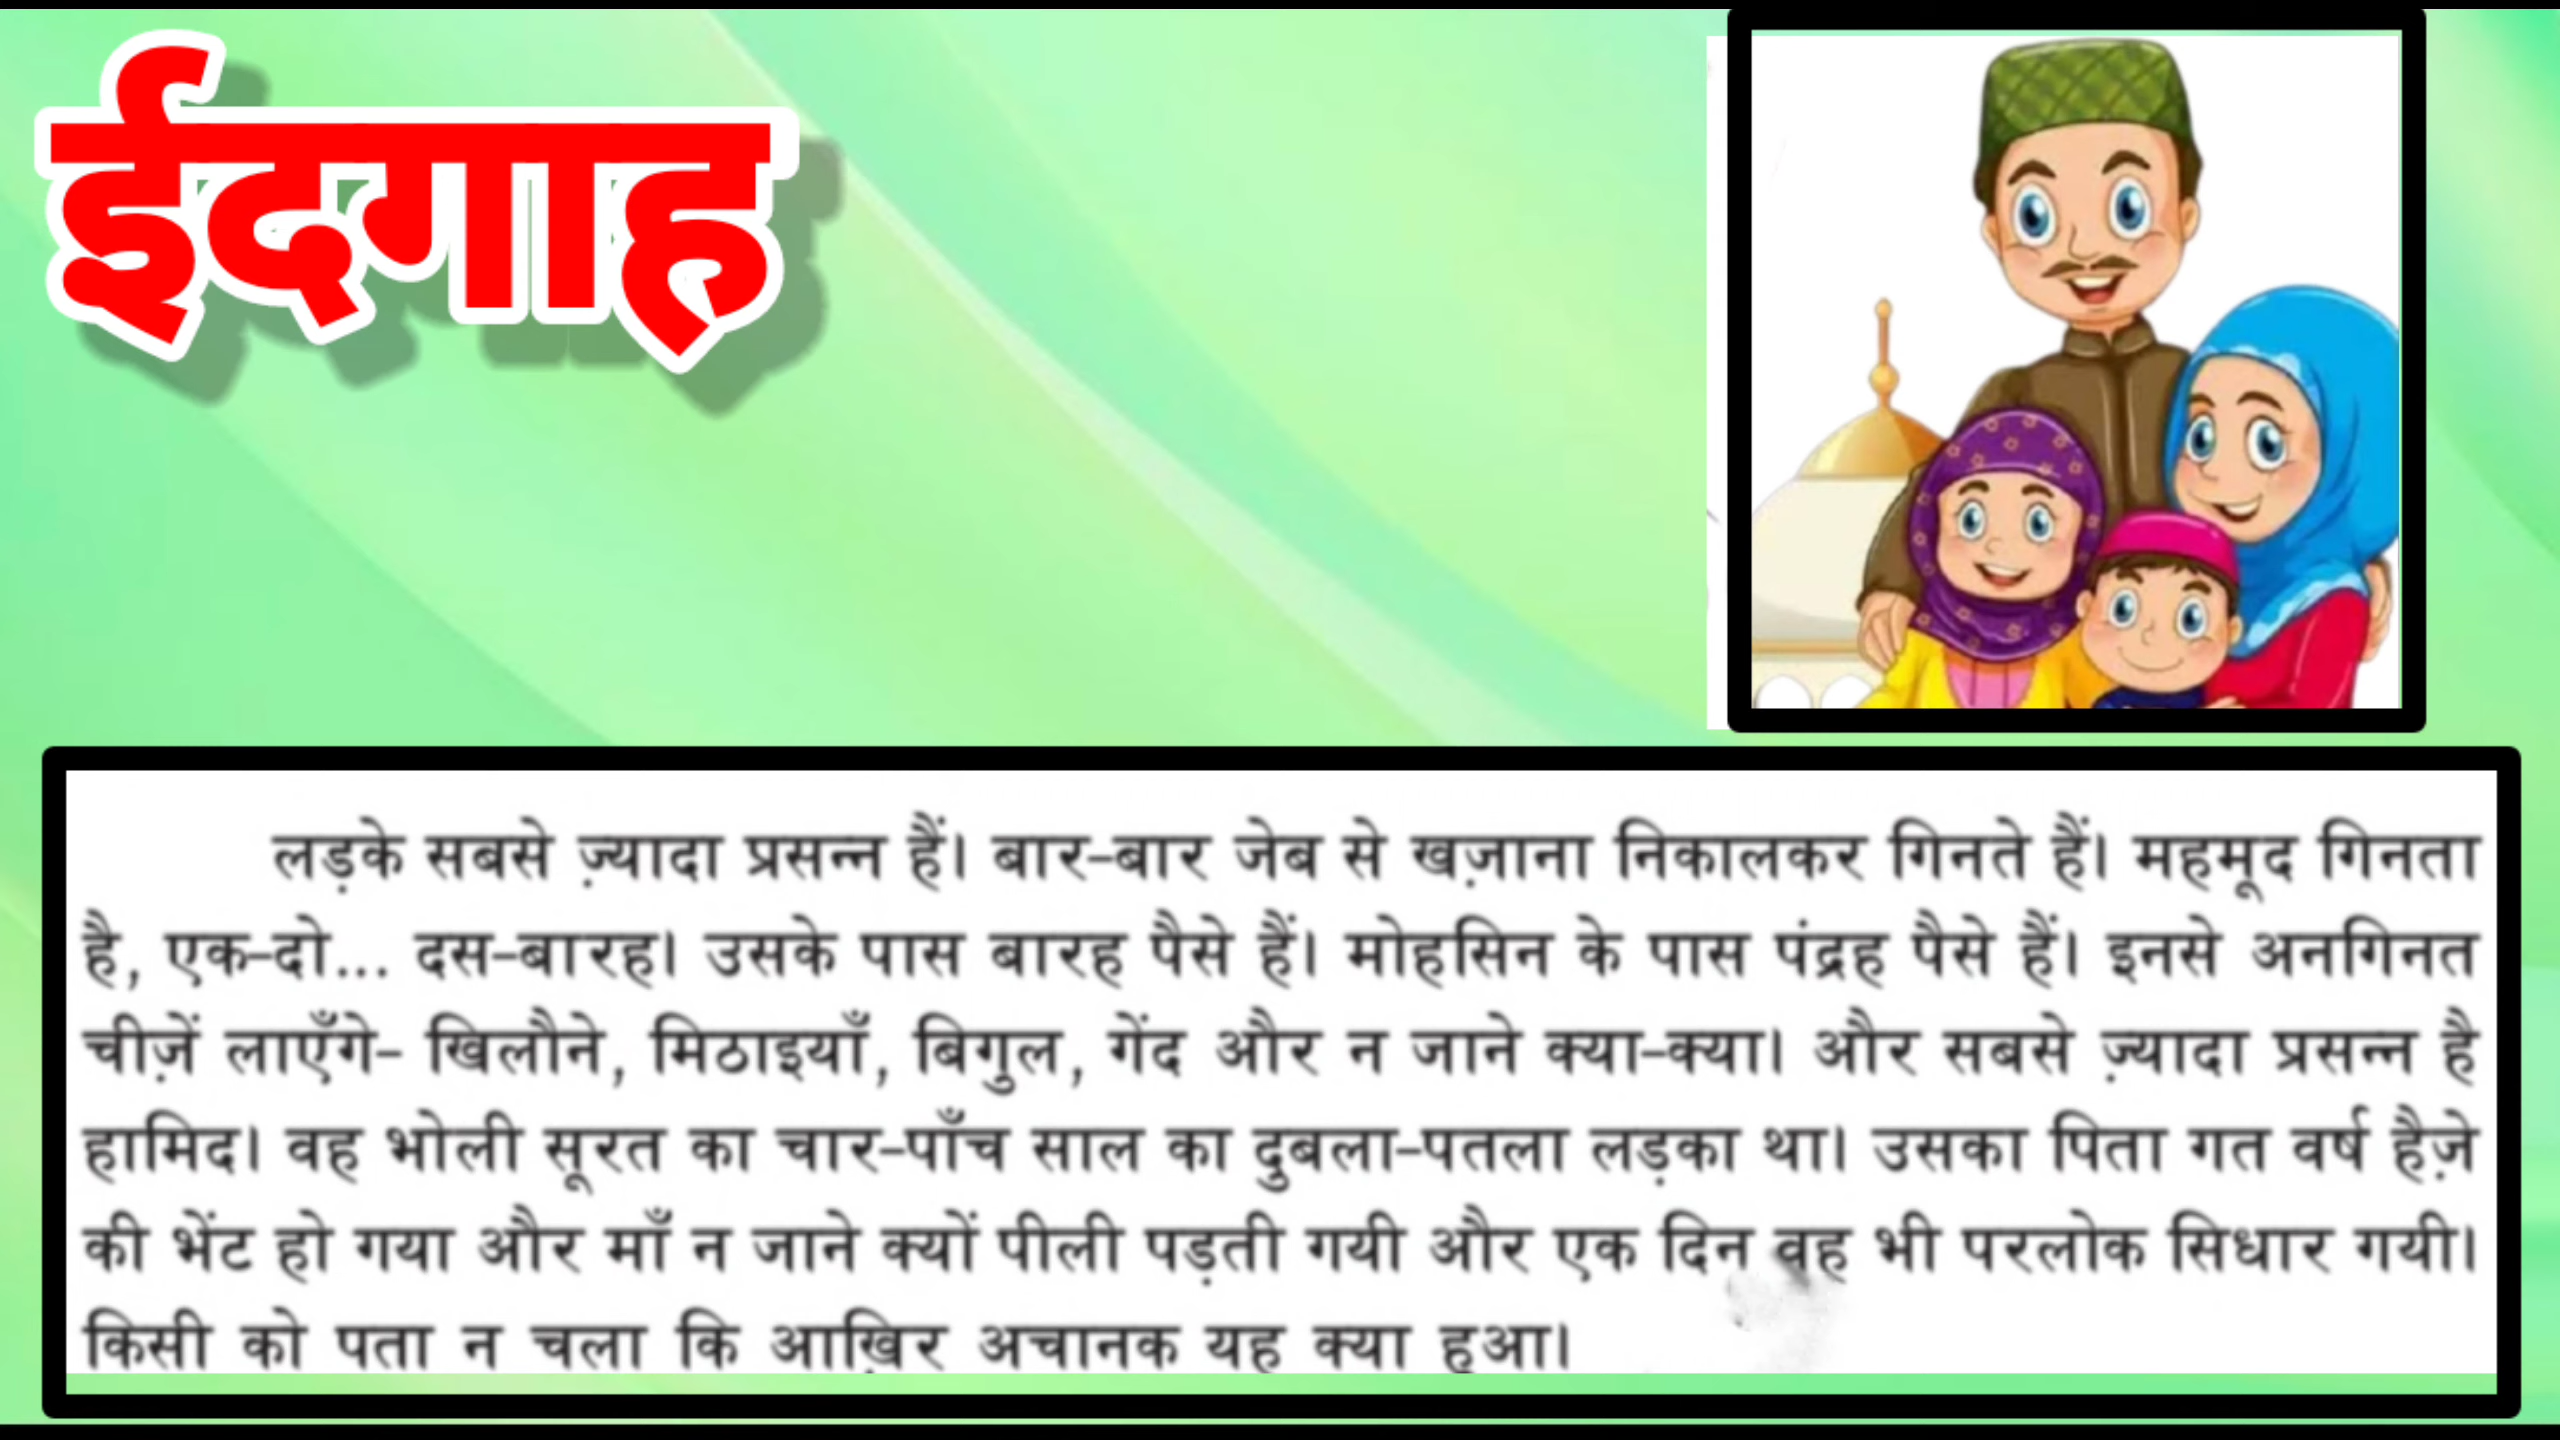 ईदगाह
लड़के सबसे ज़्यादा प्रसन्न हैं। बार-बार जेब से खज़ाना निकालकर गिनते हैं। महमूद गिनता
है, एक-दो... दस-बारह। उसके पास बारह पैसे हैं। मोहसिन के पास पंद्रह पैसे हैं। इनसे अनगिनत
चीज़ें लाएँगे- खिलौने, मिठाइयाँ, बिगुल, गेंद और न जाने क्या-क्या। और सबसे ज़्यादा प्रसन्न है
हामिद। वह भोली सूरत का चार-पाँच साल का दुबला-पतला लड़का था। उसका पिता गत वर्ष हैज़े
की भेंट हो गया और माँ न जाने क्यों पीली पड़ती गयी और एक दिन वह भी परलोक सिधार गयी।
किसी को पता न चला कि आख़िर अचानक यह क्या हुआ।